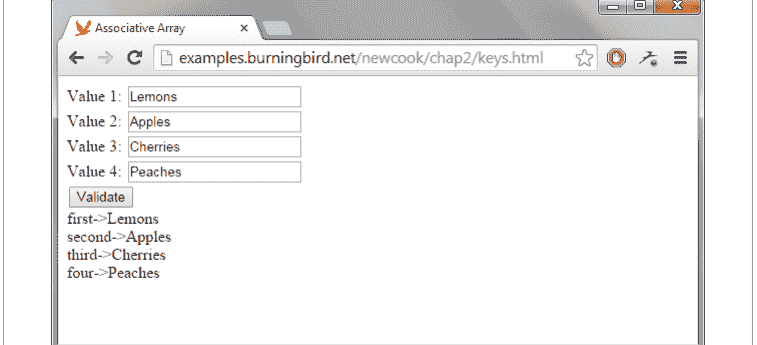 Associative Array
examples.burningbird.net/newcook/chap2/keys.html
Value 1: Lemons
Value 2: Apples
Value 3: Cherries
Value 4: Peaches
Validate
first->Lemons
second->Apples
third->Cherries
four->Peaches